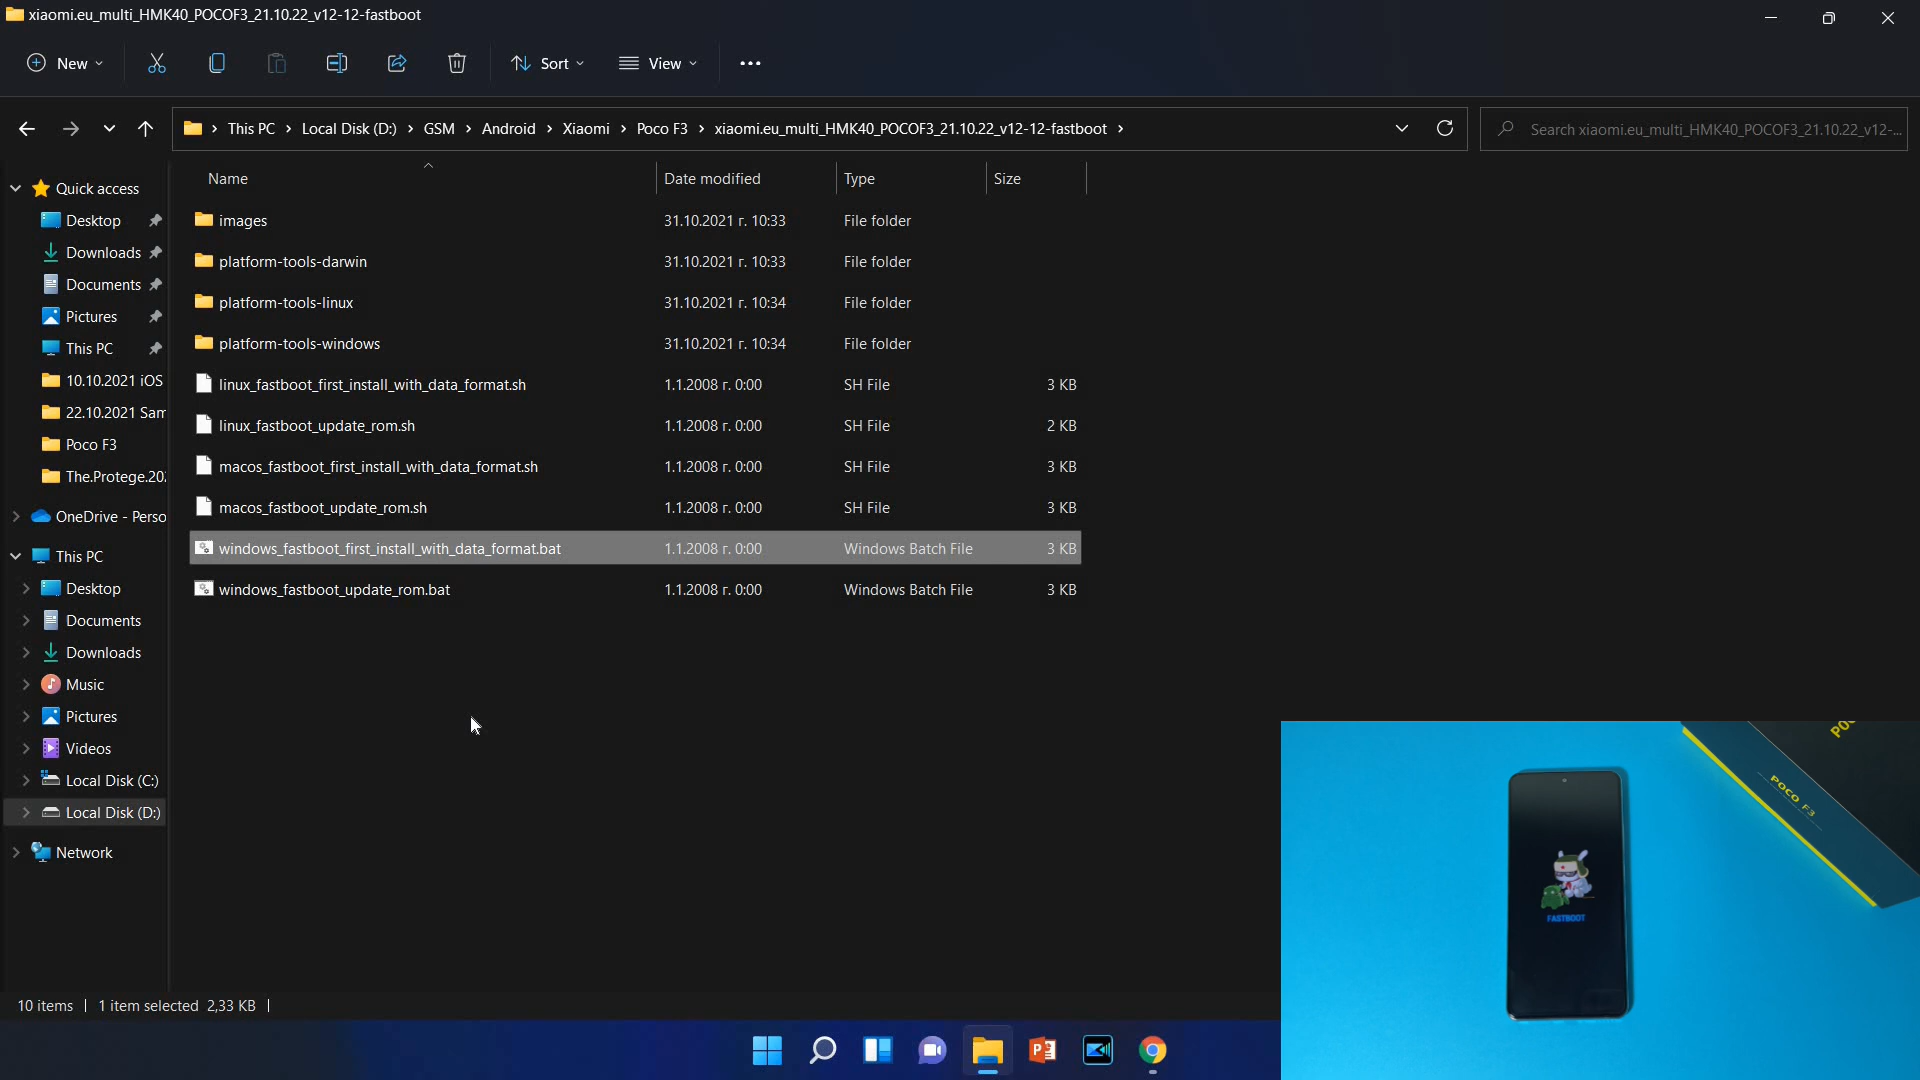 xiaomi.eu_multi_HMK40_POCOF3_21.10.22_v12-12-fastboot
New
Sort
View
This PC > Local Disk (D:) > GSM > Android > Xiaomi > Poco F3 > xiaomi.eu_multi_HMK40_POCOF3_21.10.22_v12-12-fastboot >
Search xiaomi.eu_multi_HMK40_POCOF3_21.10.22_v12-...
Name Date modified Type Size
images 31.10.2021 г. 10:33 File folder
platform-tools-darwin 31.10.2021 г. 10:33 File folder
platform-tools-linux 31.10.2021 г. 10:34 File folder
platform-tools-windows 31.10.2021 г. 10:34 File folder
linux_fastboot_first_install_with_data_format.sh 1.1.2008 г. 0:00 SH File 3 KB
linux_fastboot_update_rom.sh 1.1.2008 г. 0:00 SH File 2 KB
macos_fastboot_first_install_with_data_format.sh 1.1.2008 г. 0:00 SH File 3 KB
macos_fastboot_update_rom.sh 1.1.2008 г. 0:00 SH File 3 KB
windows_fastboot_first_install_with_data_format.bat 1.1.2008 г. 0:00 Windows Batch File 3 KB
windows_fastboot_update_rom.bat 1.1.2008 г. 0:00 Windows Batch File 3 KB
Quick access
Desktop
Downloads
Documents
Pictures
This PC
10.10.2021 iOS
22.10.2021 Sam
Poco F3
The.Protege.202
OneDrive - Perso
This PC
Desktop
Documents
Downloads
Music
Pictures
Videos
Local Disk (C:)
Local Disk (D:)
Network
10 items
1 item selected 2,33 KB
FASTBOOT
POCO F3